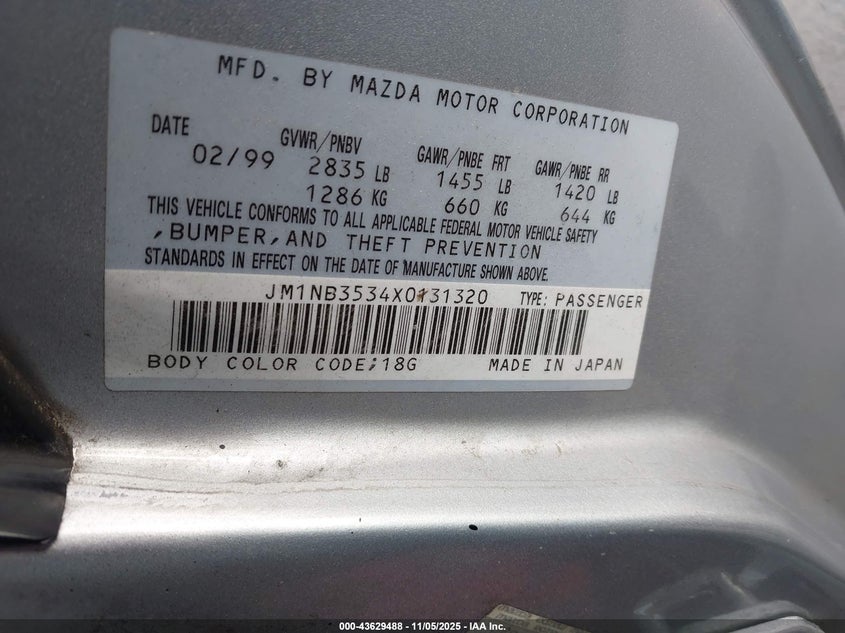 MFD. BY MAZDA MOTOR CORPORATION
DATE GVWR/PNBV GAWR/PNBE FRT GAWR/PNBE RR
02/99 2835 LB 1455 LB 1420 LB
1286 KG 660 KG 644 KG
THIS VEHICLE CONFORMS TO ALL APPLICABLE FEDERAL MOTOR VEHICLE SAFETY
,BUMPER,AND THEFT PREVENTION
STANDARDS IN EFFECT ON THE DATE OF MANUFACTURE SHOWN ABOVE.
JM1NB3534X0131320 TYPE: PASSENGER
BODY COLOR CODE;18G MADE IN JAPAN
000-43629488 - 11/05/2025 - IAA Inc.